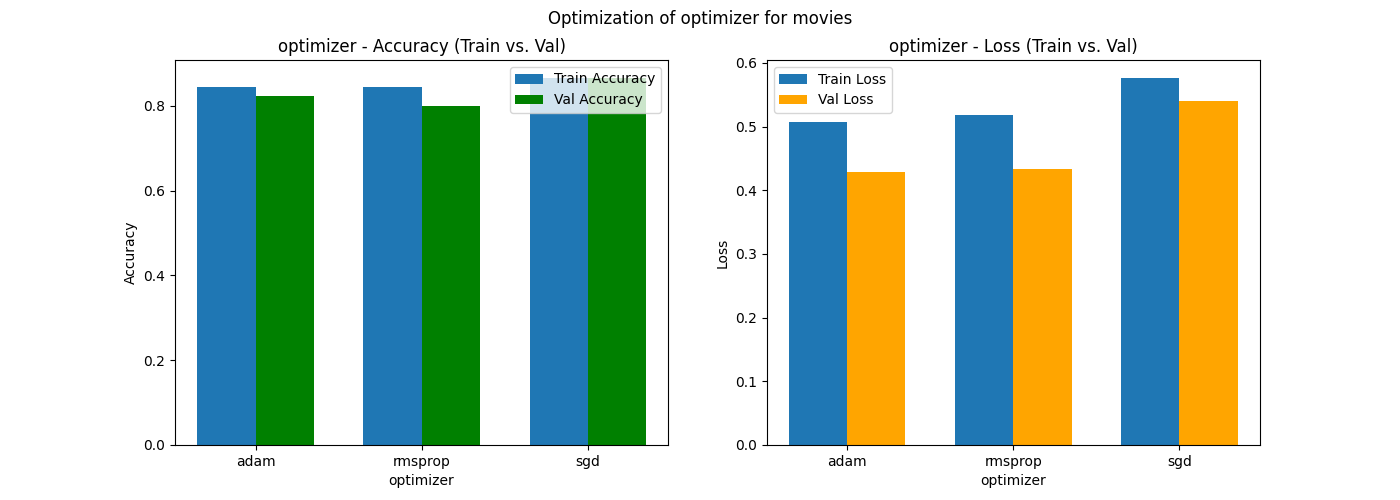 Optimization of optimizer for movies
optimizer - Accuracy (Train vs. Val)
Train Accuracy
Val Accuracy
0.8
0.6
0.4
0.2
0.0
Accuracy
adam
rmsprop
sgd
optimizer
optimizer - Loss (Train vs. Val)
Train Loss
Val Loss
0.6
0.5
0.4
0.3
0.2
0.1
0.0
Loss
adam
rmsprop
sgd
optimizer